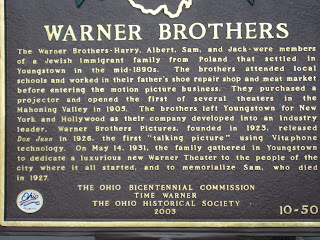 WARNER BROTHERS
The Warner Brothers-Harry, Albert, Sam, and Jack-were members
of a Jewish immigrant family from Poland that settled in
Youngstown in the mid-1890s. The brothers attended local
schools and worked in their father's shoe repair shop and meat market
before entering the motion picture business. They purchased a
projector and opened the first of several theaters in the
Mahoning Valley in 1903. The brothers left Youngstown for New
York and Hollywood as their company developed into an industry
leader. Warner Brothers Pictures, founded in 1923, released
Don Juan in 1926, the first "talking picture" using Vitaphone
technology. On May 14, 1931, the family gathered in Youngstown
to dedicate a luxurious new Warner Theater to the people of the
city where it all started, and to memorialize Sam, who died
in 1927.
THE OHIO BICENTENNIAL COMMISSION
TIME WARNER
THE OHIO HISTORICAL SOCIETY
2003
10-50
Ohio